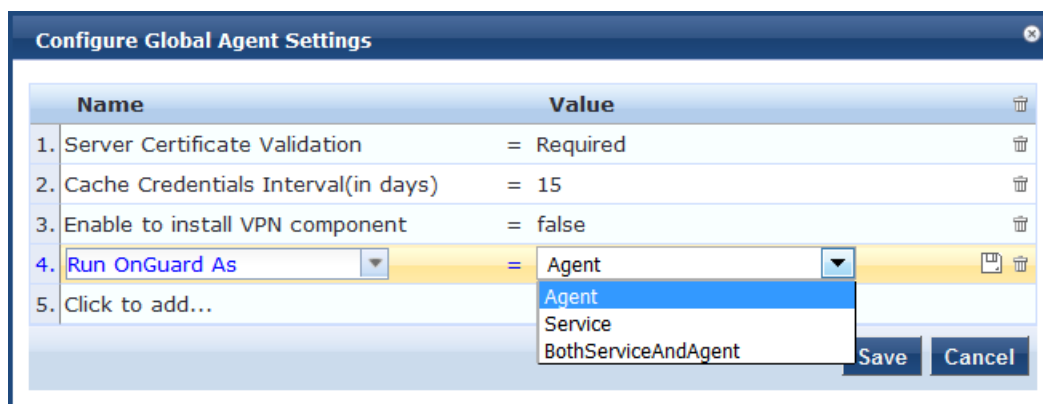 Configure Global Agent Settings
Name Value
1. Server Certificate Validation = Required
2. Cache Credentials Interval(in days) = 15
3. Enable to install VPN component = false
4. Run OnGuard As = Agent
Agent
5. Click to add...
Service
BothServiceAndAgent
Save Cancel